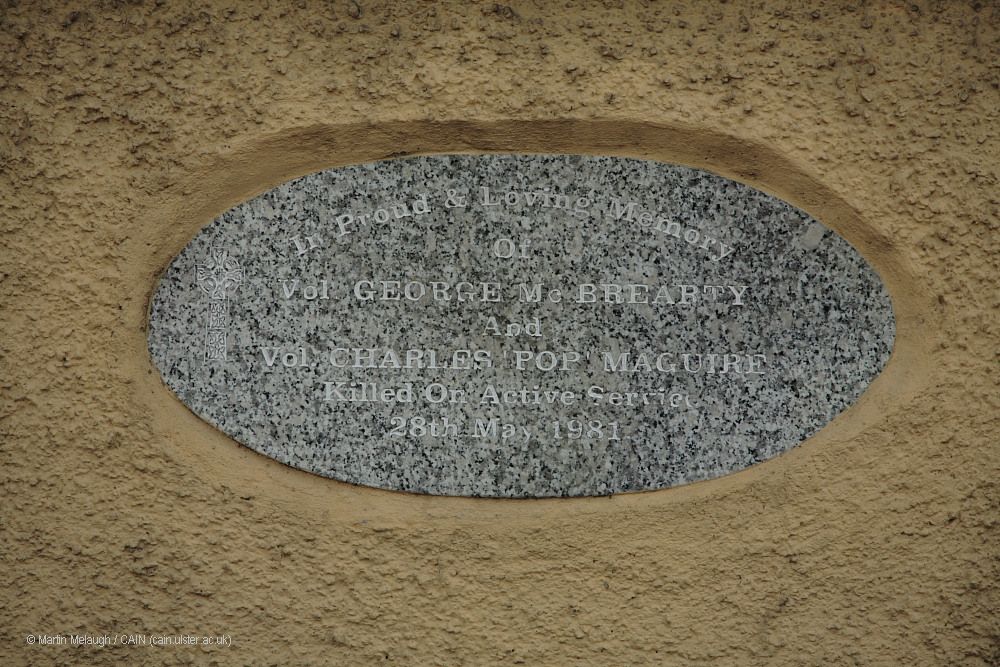 In Proud & Loving Memory
Of
Vol. GEORGE Mc BREARTY
And
Vol. CHARLES 'POP' MAGUIRE
Killed On Active Service
28th May 1981
© Martin Melaugh / CAIN (cain.ulster.ac.uk)